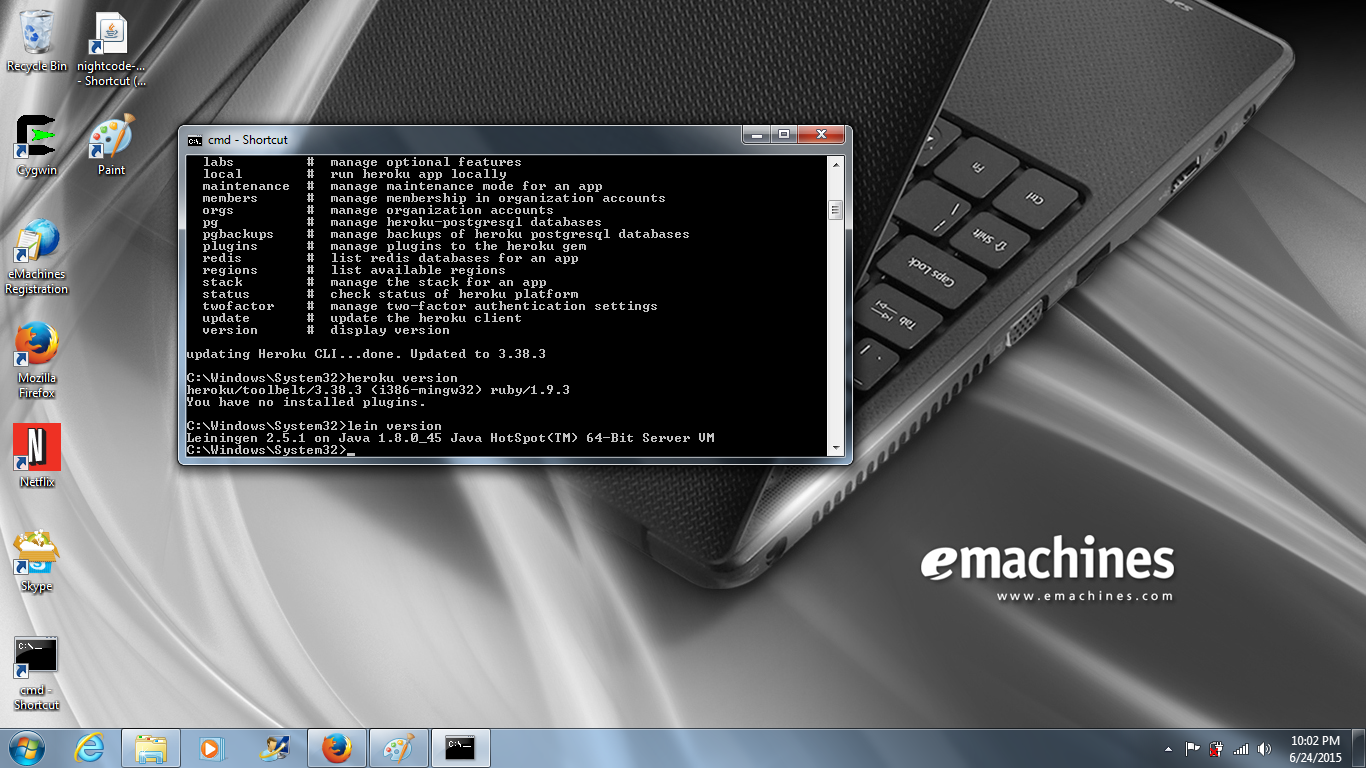 Recycle Bin
nightcode-...
- Shortcut (...
Cygwin
Paint
eMachines
Registration
Mozilla
Firefox
N
Netflix
S
Skype
C:\_
cmd -
Shortcut
cmd - Shortcut
labs # manage optional features
local # run heroku app locally
maintenance # manage maintenance mode for an app
members # manage membership in organization accounts
orgs # manage organization accounts
pg # manage heroku-postgresql databases
pgbackups # manage backups of heroku postgresql databases
plugins # manage plugins to the heroku gem
redis # list redis databases for an app
regions # list available regions
stack # manage the stack for an app
status # check status of heroku platform
twofactor # manage two-factor authentication settings
update # update the heroku client
version # display version
updating Heroku CLI...done. Updated to 3.38.3
C:\Windows\System32>heroku version
heroku/toolbelt/3.38.3 (i386-mingw32) ruby/1.9.3
You have no installed plugins.
C:\Windows\System32>lein version
Leiningen 2.5.1 on Java 1.8.0_45 Java HotSpot(TM) 64-Bit Server VM
C:\Windows\System32>_
Fn
Ctrl
Shift
Caps Lock
Tab
emachines
www.emachines.com
C:\_
10:02 PM
6/24/2015